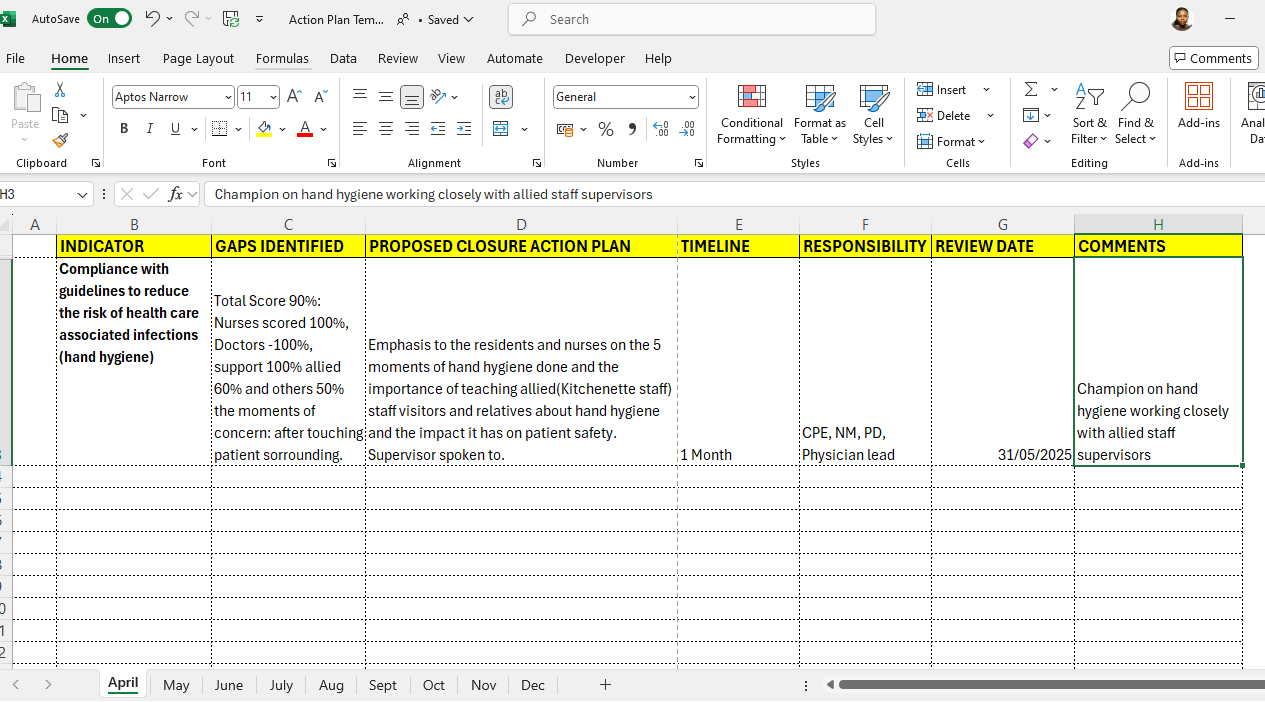 AutoSave On Action Plan Tem... • Saved Search
File Home Insert Page Layout Formulas Data Review View Automate Developer Help Comments
Paste
Clipboard
Aptos Narrow 11
B I U A
Font
ab
Alignment
General
% 9 .00
Number
Conditional Formatting
Format as Table
Cell Styles
Styles
Insert
Delete
Format
Cells
Sort & Filter
Find & Select
Editing
Add-ins
Add-ins
H3 fx Champion on hand hygiene working closely with allied staff supervisors
A B C D E F G H
INDICATOR GAPS IDENTIFIED PROPOSED CLOSURE ACTION PLAN TIMELINE RESPONSIBILITY REVIEW DATE COMMENTS
Compliance with
guidelines to reduce
the risk of health care
associated infections
(hand hygiene)
Total Score 90%:
Nurses scored 100%,
Doctors -100%,
support 100% allied
60% and others 50%
the moments of
concern: after touching
patient sorrounding.
Emphasis to the residents and nurses on the 5
moments of hand hygiene done and the
importance of teaching allied(Kitchenette staff)
staff visitors and relatives about hand hygiene
and the impact it has on patient safety.
Supervisor spoken to.
1 Month
CPE, NM, PD,
Physician lead
31/05/2025
Champion on hand
hygiene working closely
with allied staff
supervisors
April May June July Aug Sept Oct Nov Dec